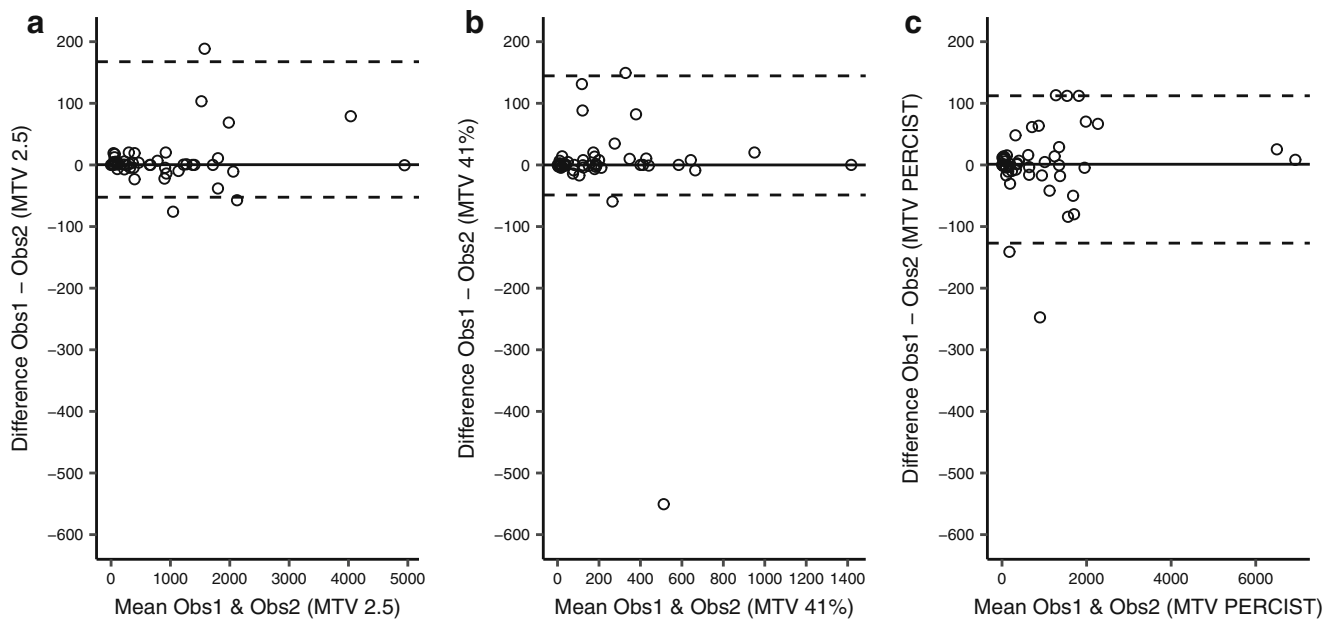 a
Difference Obs1 − Obs2 (MTV 2.5)
200
100
0
−100
−200
−300
−400
−500
−600
0 1000 2000 3000 4000 5000
Mean Obs1 & Obs2 (MTV 2.5)
b
Difference Obs1 − Obs2 (MTV 41%)
200
100
0
−100
−200
−300
−400
−500
−600
0 200 400 600 800 1000 1200 1400
Mean Obs1 & Obs2 (MTV 41%)
c
Difference Obs1 − Obs2 (MTV PERCIST)
200
100
0
−100
−200
−300
−400
−500
−600
0 2000 4000 6000
Mean Obs1 & Obs2 (MTV PERCIST)